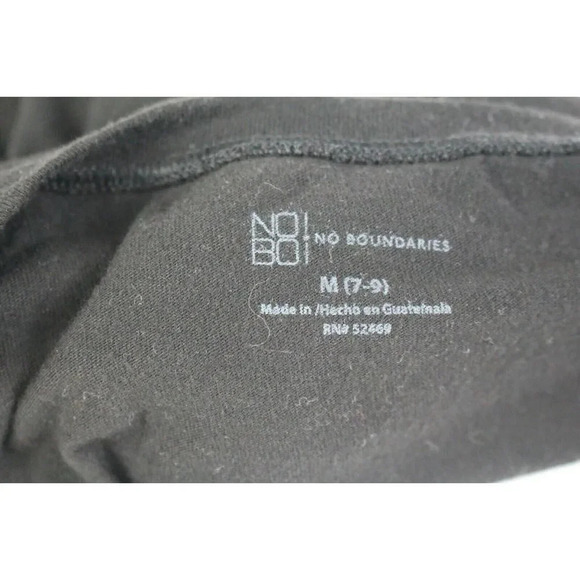 NO!
BO! NO BOUNDARIES
M (7-9)
Made in /Hecho en Guatemala
RN# 52469